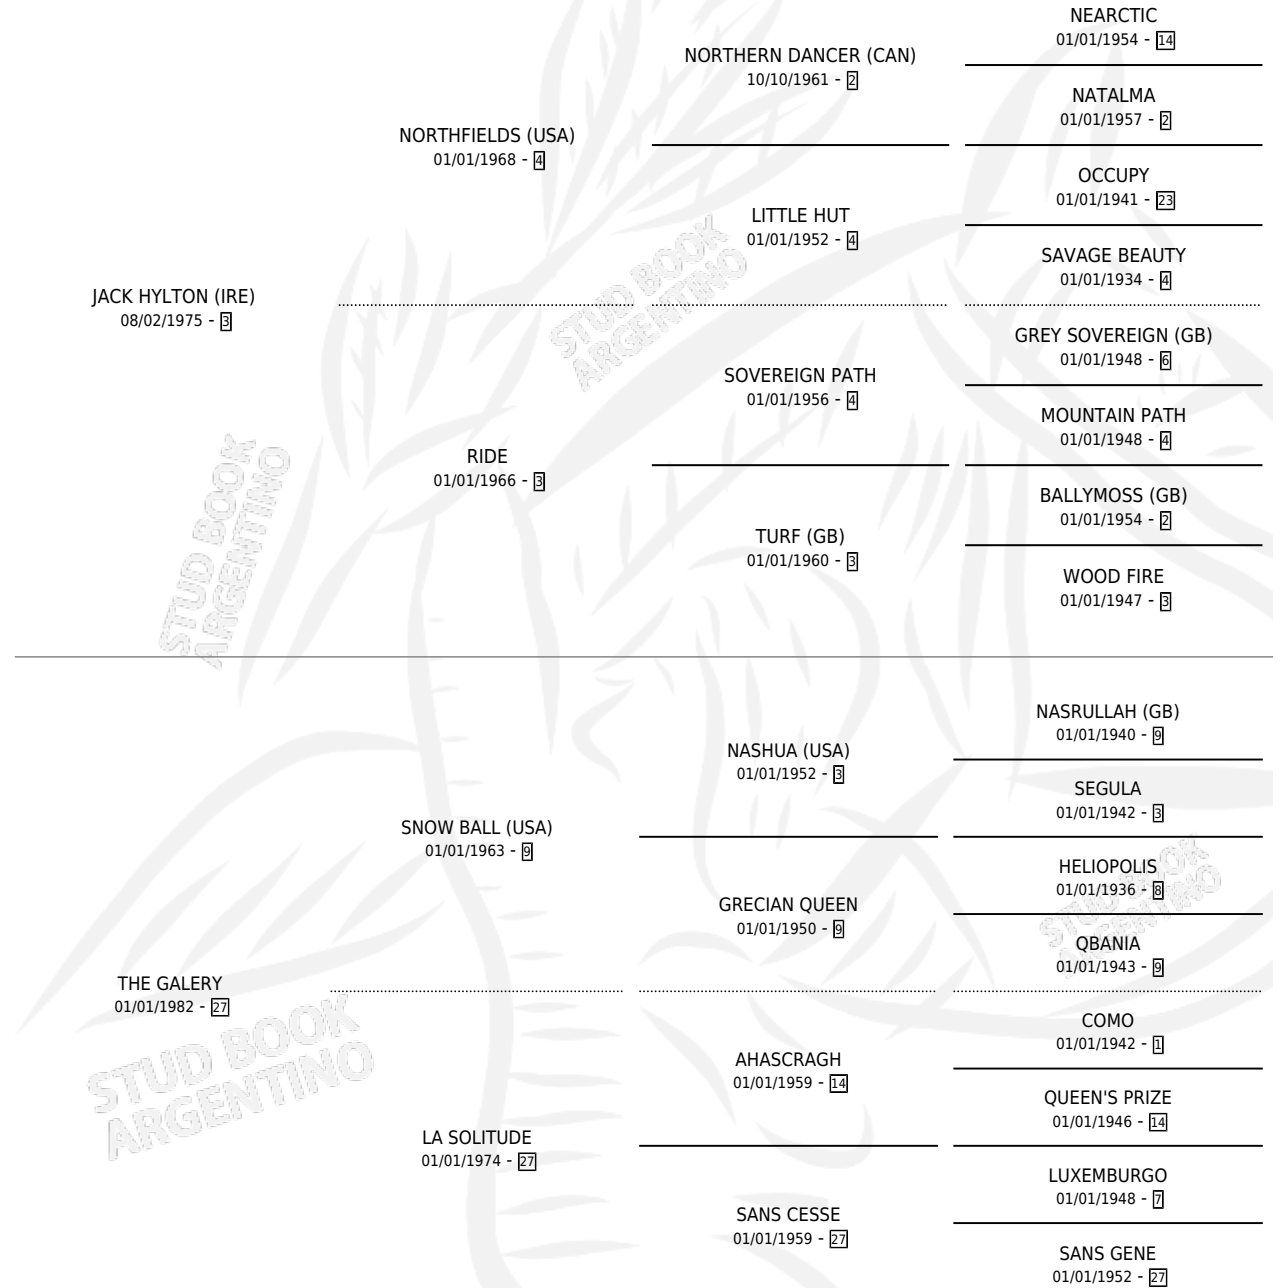 NEARCTIC
01/01/1954 - 14
NORTHERN DANCER (CAN)
10/10/1961 - 2
NATALMA
01/01/1957 - 2
NORTHFIELDS (USA)
01/01/1968 - 4
OCCUPY
01/01/1941 - 23
LITTLE HUT
01/01/1952 - 4
SAVAGE BEAUTY
01/01/1934 - 4
JACK HYLTON (IRE)
08/02/1975 - 3
GREY SOVEREIGN (GB)
01/01/1948 - 6
SOVEREIGN PATH
01/01/1956 - 4
MOUNTAIN PATH
01/01/1948 - 4
RIDE
01/01/1966 - 3
BALLYMOSS (GB)
01/01/1954 - 2
TURF (GB)
01/01/1960 - 3
WOOD FIRE
01/01/1947 - 3
NASRULLAH (GB)
01/01/1940 - 9
NASHUA (USA)
01/01/1952 - 3
SEGULA
01/01/1942 - 3
SNOW BALL (USA)
01/01/1963 - 9
HELIOPOLIS
01/01/1936 - 8
GRECIAN QUEEN
01/01/1950 - 9
QBANIA
01/01/1943 - 9
THE GALERY
01/01/1982 - 27
COMO
01/01/1942 - 1
AHASCRAGH
01/01/1959 - 14
QUEEN'S PRIZE
01/01/1946 - 14
LA SOLITUDE
01/01/1974 - 27
LUXEMBURGO
01/01/1948 - 7
SANS CESSE
01/01/1959 - 27
SANS GENE
01/01/1952 - 27
STUD BOOK
ARGENTINO
STUD BOOK
ARGENTINO
STUD BOOK
ARGENTINO
STUD BOOK
ARGENTINO